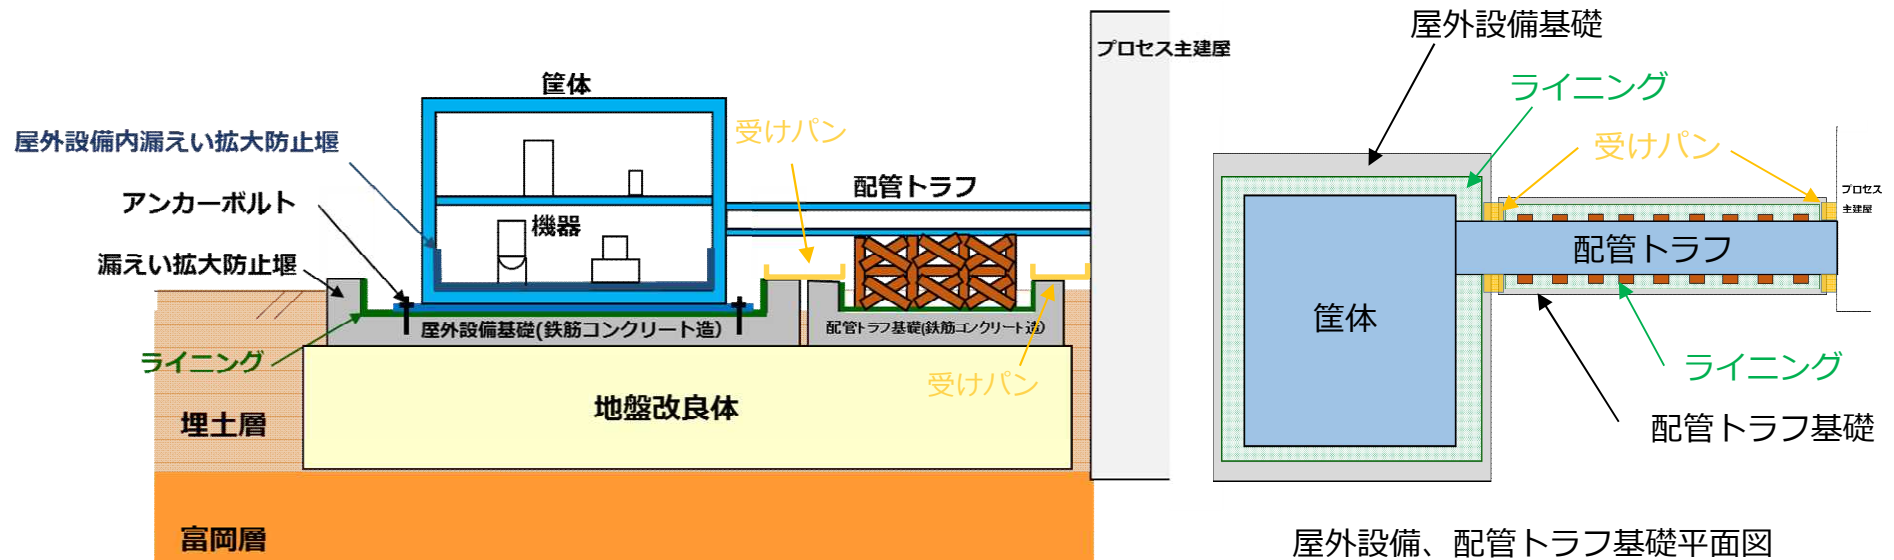 プロセス主建屋
筐体
屋外設備内漏えい拡大防止堰
受けパン
配管トラフ
アンカーボルト
機器
漏えい拡大防止堰
屋外設備基礎(鉄筋コンクリート造)
配管トラフ基礎(鉄筋コンクリート造)
ライニング
受けパン
地盤改良体
埋土層
富岡層
屋外設備基礎
ライニング
受けパン
プロセス
主建屋
配管トラフ
筐体
ライニング
配管トラフ基礎
屋外設備、配管トラフ基礎平面図